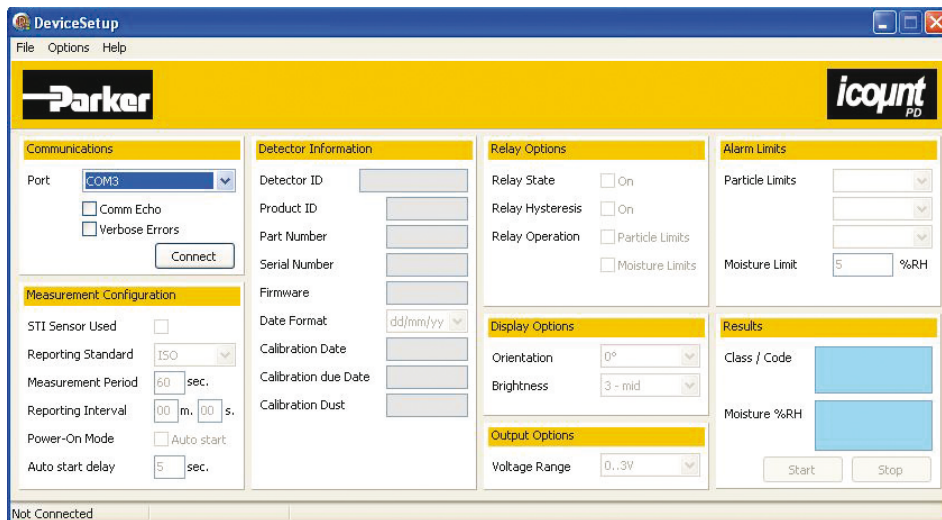 DeviceSetup
File Options Help
Parker
icount
PD
Communications
Port COM3
Comm Echo
Verbose Errors
Connect
Measurement Configuration
STI Sensor Used
Reporting Standard ISO
Measurement Period 60 sec.
Reporting Interval 00 m. 00 s.
Power-On Mode Auto start
Auto start delay 5 sec.
Detector Information
Detector ID
Product ID
Part Number
Serial Number
Firmware
Date Format dd/mm/yy
Calibration Date
Calibration due Date
Calibration Dust
Relay Options
Relay State On
Relay Hysteresis On
Relay Operation Particle Limits
Moisture Limits
Display Options
Orientation 0°
Brightness 3 - mid
Output Options
Voltage Range 0..3V
Alarm Limits
Particle Limits
Moisture Limit 5 %RH
Results
Class / Code
Moisture %RH
Start Stop
Not Connected